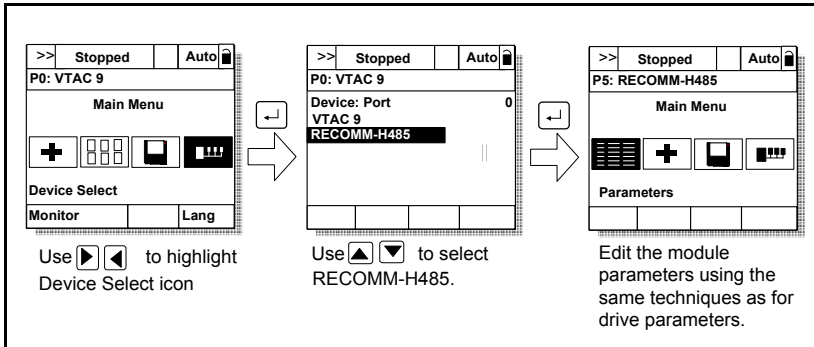 >> Stopped Auto
P0: VTAC 9
Main Menu
Device Select
Monitor Lang
Use to highlight
Device Select icon
>> Stopped Auto
P0: VTAC 9
Device: Port 0
VTAC 9
RECOMM-H485
Use to select
RECOMM-H485.
>> Stopped Auto
P5: RECOMM-H485
Main Menu
Parameters
Edit the module
parameters using the
same techniques as for
drive parameters.